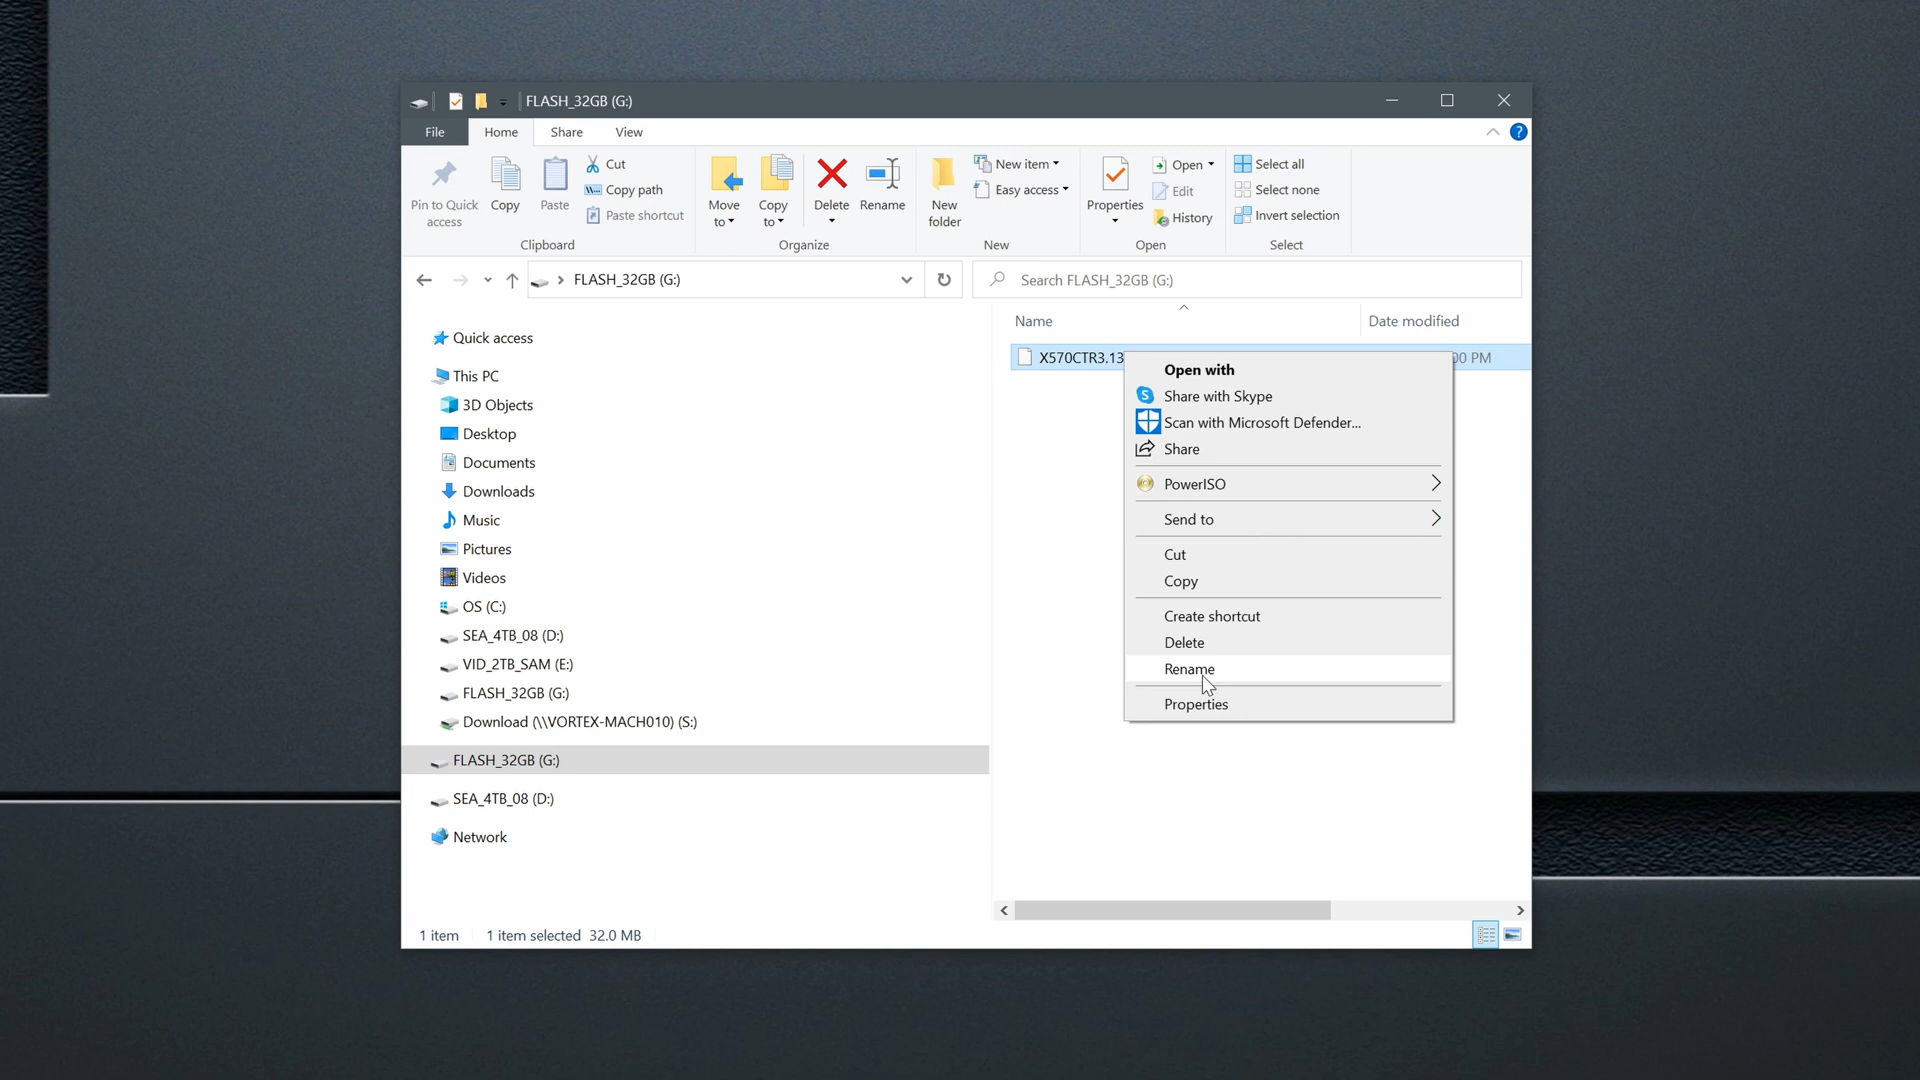 FLASH_32GB (G:)
File Home Share View
Pin to Quick access
Copy
Paste
Cut
Copy path
Paste shortcut
Clipboard
Move to
Copy to
Delete
Rename
Organize
New folder
New item
Easy access
New
Properties
Open
Edit
History
Open
Select all
Select none
Invert selection
Select
FLASH_32GB (G:)
Search FLASH_32GB (G:)
Quick access
This PC
3D Objects
Desktop
Documents
Downloads
Music
Pictures
Videos
OS (C:)
SEA_4TB_08 (D:)
VID_2TB_SAM (E:)
FLASH_32GB (G:)
Download (\\VORTEX-MACH010) (S:)
FLASH_32GB (G:)
SEA_4TB_08 (D:)
Network
Name Date modified
X570CTR3.13 00 PM
Open with
Share with Skype
Scan with Microsoft Defender...
Share
PowerISO
Send to
Cut
Copy
Create shortcut
Delete
Rename
Properties
1 item 1 item selected 32.0 MB